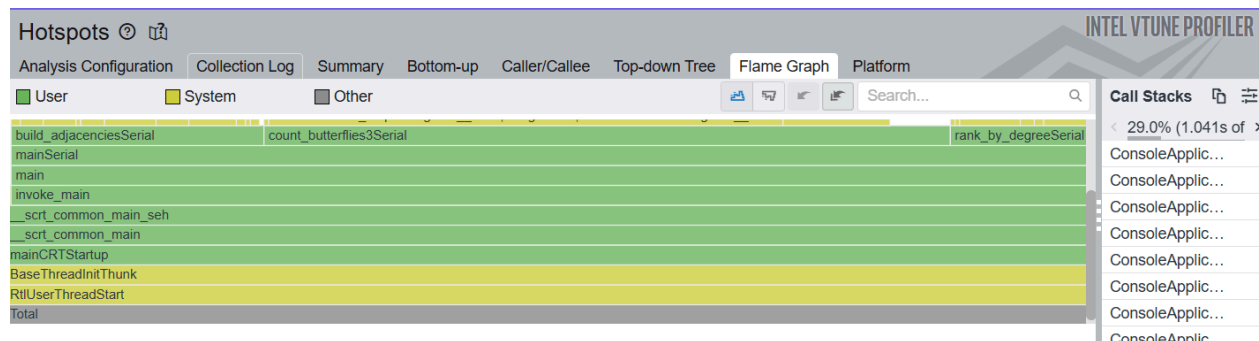 Hotspots
INTEL VTUNE PROFILER
Analysis Configuration Collection Log Summary Bottom-up Caller/Callee Top-down Tree Flame Graph Platform
User System Other Search... Call Stacks
29.0% (1.041s of
build_adjacenciesSerial count_butterflies3Serial rank_by_degreeSerial
mainSerial
main
invoke_main
__scrt_common_main_seh
__scrt_common_main
mainCRTStartup
BaseThreadInitThunk
RtlUserThreadStart
Total
ConsoleApplic...
ConsoleApplic...
ConsoleApplic...
ConsoleApplic...
ConsoleApplic...
ConsoleApplic...
ConsoleApplic...
ConsoleApplic